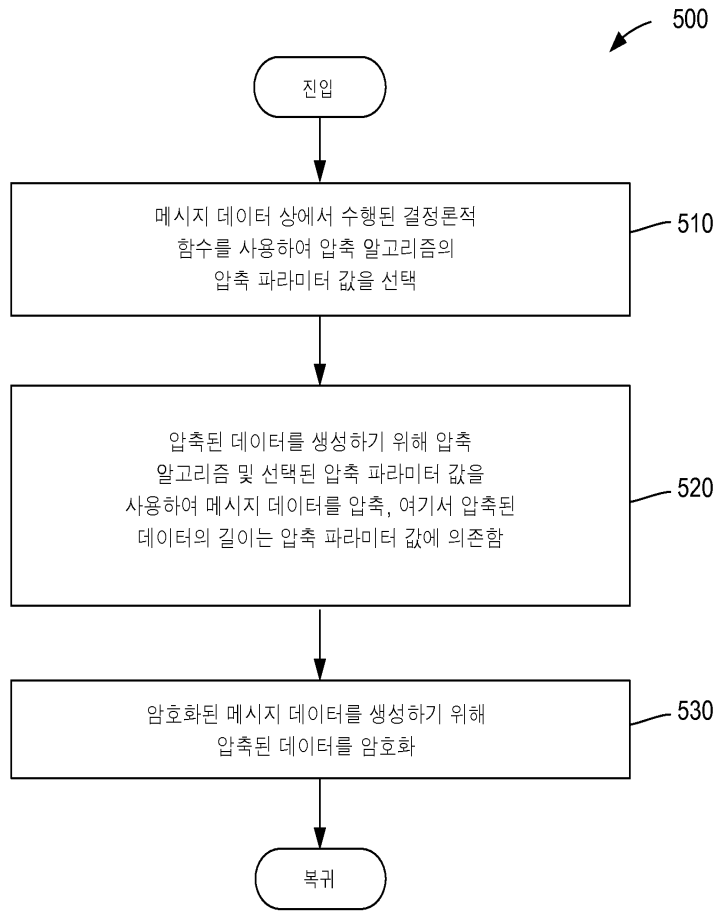 500
진입
메시지 데이터 상에서 수행된 결정론적
함수를 사용하여 압축 알고리즘의
압축 파라미터 값을 선택
510
압축된 데이터를 생성하기 위해 압축
알고리즘 및 선택된 압축 파라미터 값을
사용하여 메시지 데이터를 압축, 여기서 압축된
데이터의 길이는 압축 파라미터 값에 의존함
520
암호화된 메시지 데이터를 생성하기 위해
압축된 데이터를 암호화
530
복귀